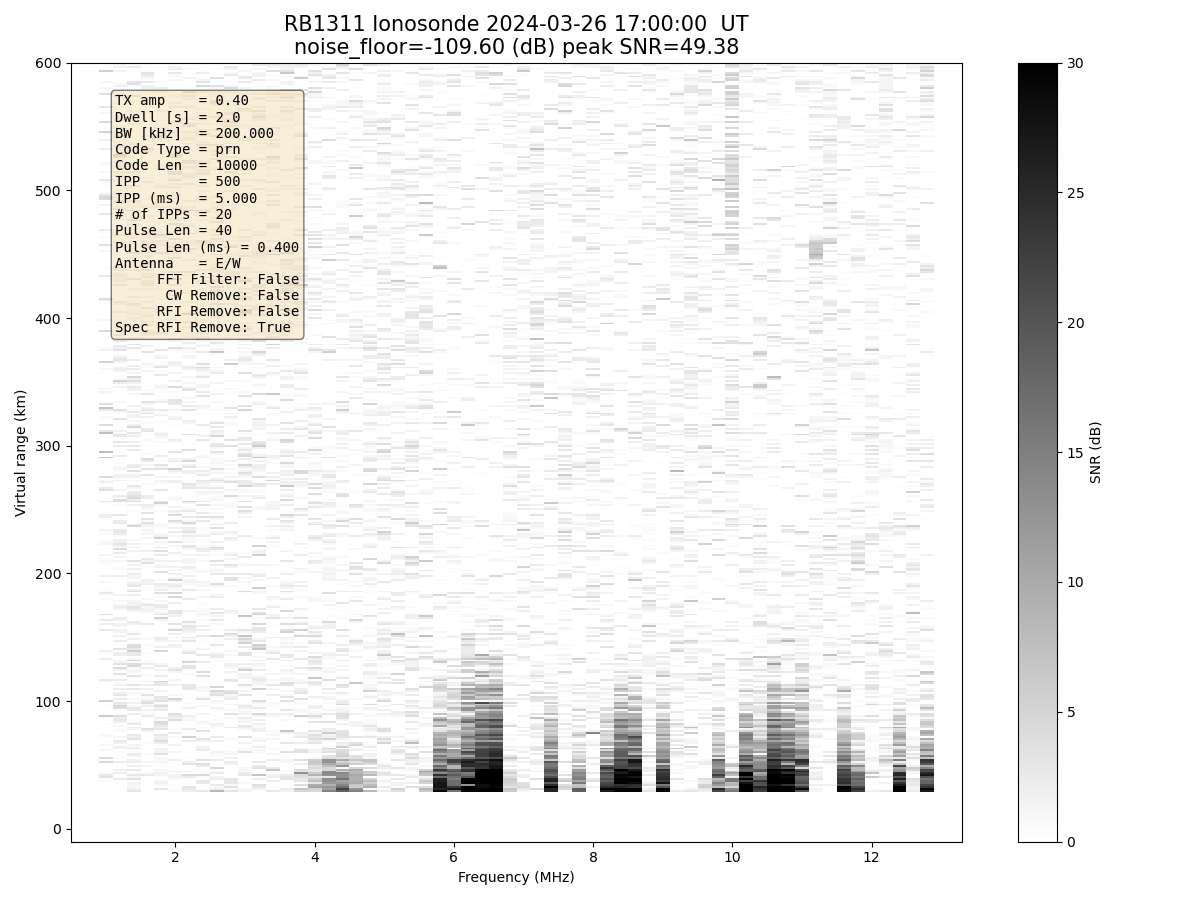 RB1311 Ionosonde 2024-03-26 17:00:00  UT
noise_floor=-109.60 (dB) peak SNR=49.38
TX amp    = 0.40
Dwell [s] = 2.0
BW [kHz]  = 200.000
Code Type = prn
Code Len  = 10000
IPP       = 500
IPP (ms)  = 5.000
# of IPPs = 20
Pulse Len = 40
Pulse Len (ms) = 0.400
Antenna   = E/W
FFT Filter: False
CW Remove: False
RFI Remove: False
Spec RFI Remove: True
600
500
400
300
200
100
0
Virtual range (km)
2
4
6
8
10
12
Frequency (MHz)
30
25
20
15
10
5
0
SNR (dB)